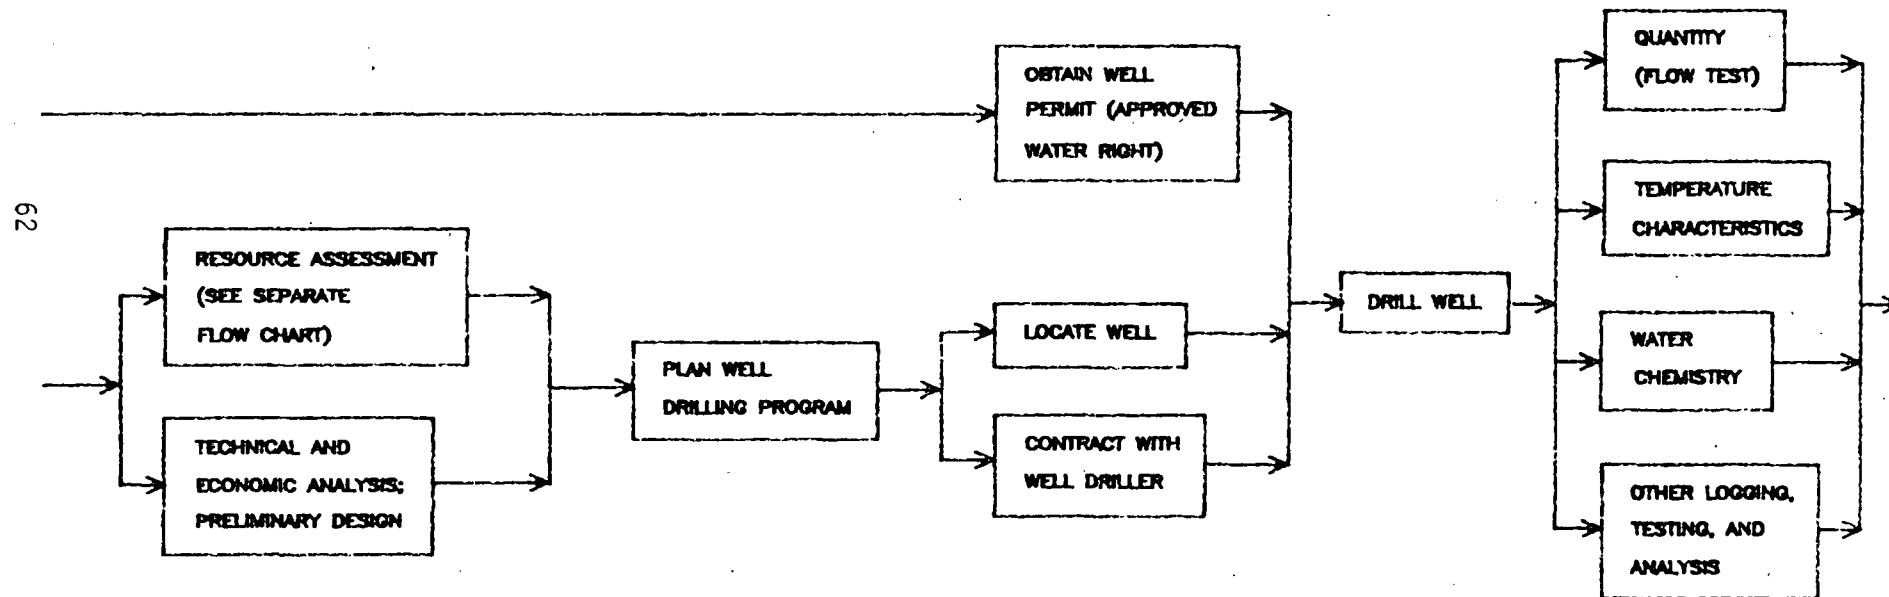 62
RESOURCE ASSESSMENT
(SEE SEPARATE
FLOW CHART)
TECHNICAL AND
ECONOMIC ANALYSIS;
PRELIMINARY DESIGN
PLAN WELL
DRILLING PROGRAM
OBTAIN WELL
PERMIT (APPROVED
WATER RIGHT)
LOCATE WELL
CONTRACT WITH
WELL DRILLER
DRILL WELL
QUANTITY
(FLOW TEST)
TEMPERATURE
CHARACTERISTICS
WATER
CHEMISTRY
OTHER LOGGING,
TESTING, AND
ANALYSIS